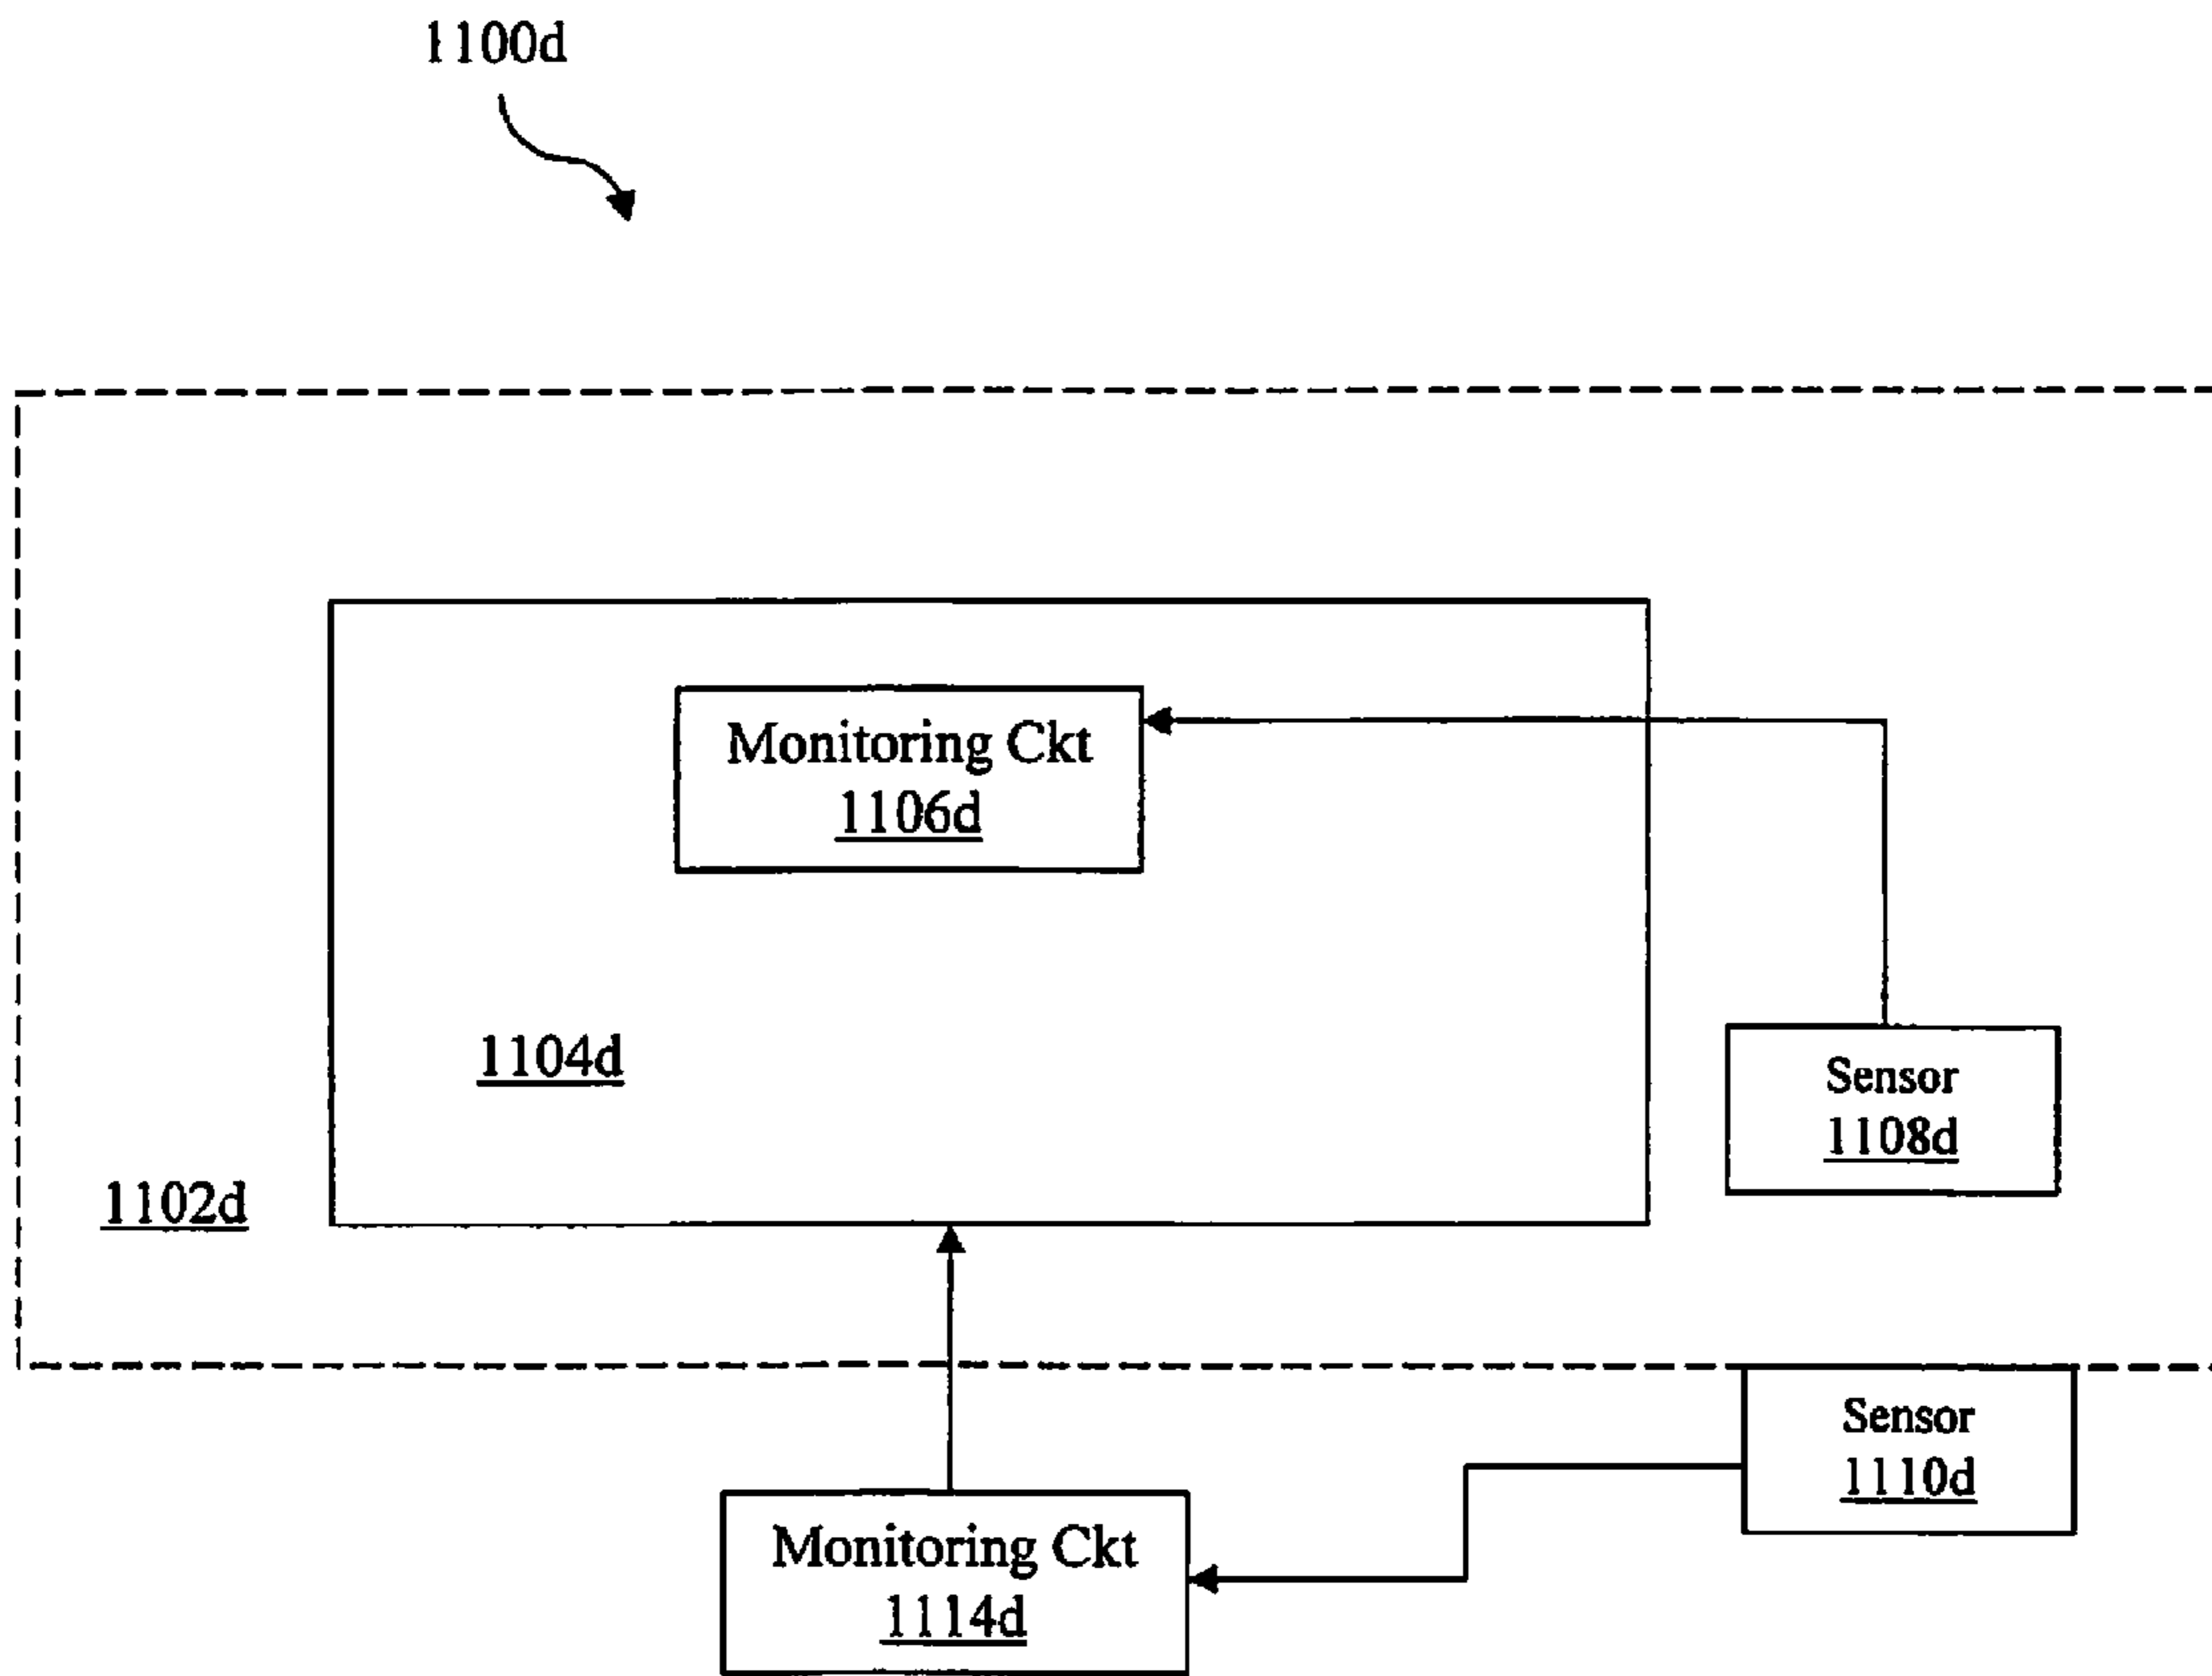 1100d
Monitoring Ckt
1106d
1104d
Sensor
1108d
1102d
Sensor
1110d
Monitoring Ckt
1114d